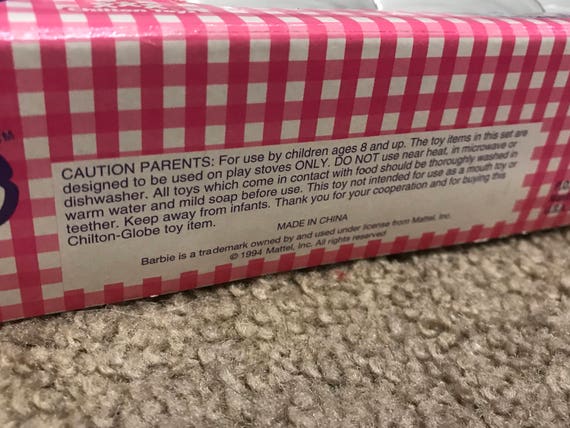 CAUTION PARENTS: For use by children ages 8 and up. The toy items in this set are
designed to be used on play stoves ONLY. DO NOT use near heat, in microwave or
dishwasher. All toys which come in contact with food should be thoroughly washed in
warm water and mild soap before use. This toy not intended for use as a mouth toy or
teether. Keep away from infants. Thank you for your cooperation and for buying this
Chilton-Globe toy item.
MADE IN CHINA
Barbie is a trademark owned by and used under license from Mattel, Inc.
© 1994 Mattel, Inc. All rights reserved
TM